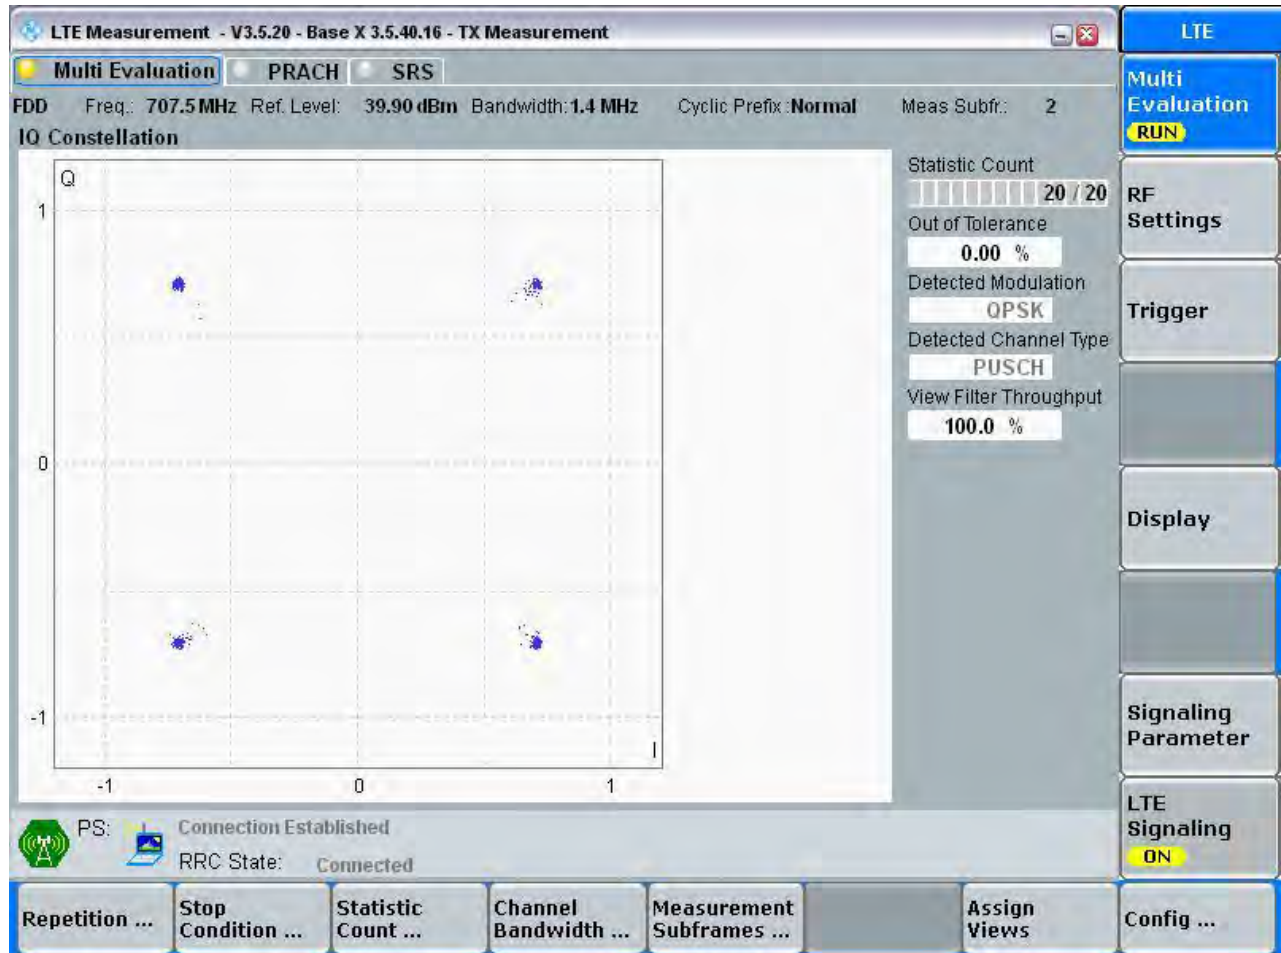 LTE Measurement - V3.5.20 - Base X 3.5.40.16 - TX Measurement
LTE
Multi Evaluation PRACH SRS
FDD Freq.: 707.5 MHz Ref. Level: 39.90 dBm Bandwidth: 1.4 MHz Cyclic Prefix : Normal Meas Subfr.: 2
IQ Constellation
Multi
Evaluation
RUN
Q
1
0
-1
I
-1 0 1
Statistic Count
20 / 20
Out of Tolerance
0.00 %
Detected Modulation
QPSK
Detected Channel Type
PUSCH
View Filter Throughput
100.0 %
RF
Settings
Trigger
Display
Signaling
Parameter
LTE
Signaling
ON
PS: Connection Established
RRC State: Connected
Repetition ...
Stop
Condition ...
Statistic
Count ...
Channel
Bandwidth ...
Measurement
Subframes ...
Assign
Views
Config ...